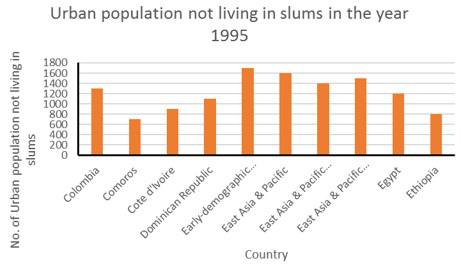 Urban population not living in slums in the year
1995
No. of Urban population not living in
slums
1800
1600
1400
1200
1000
800
600
400
200
0
Colombia
Comoros
Cote d'Ivoire
Dominican Republic
Early-demographic...
East Asia & Pacific
East Asia & Pacific...
East Asia & Pacific...
Egypt
Ethiopia
Country